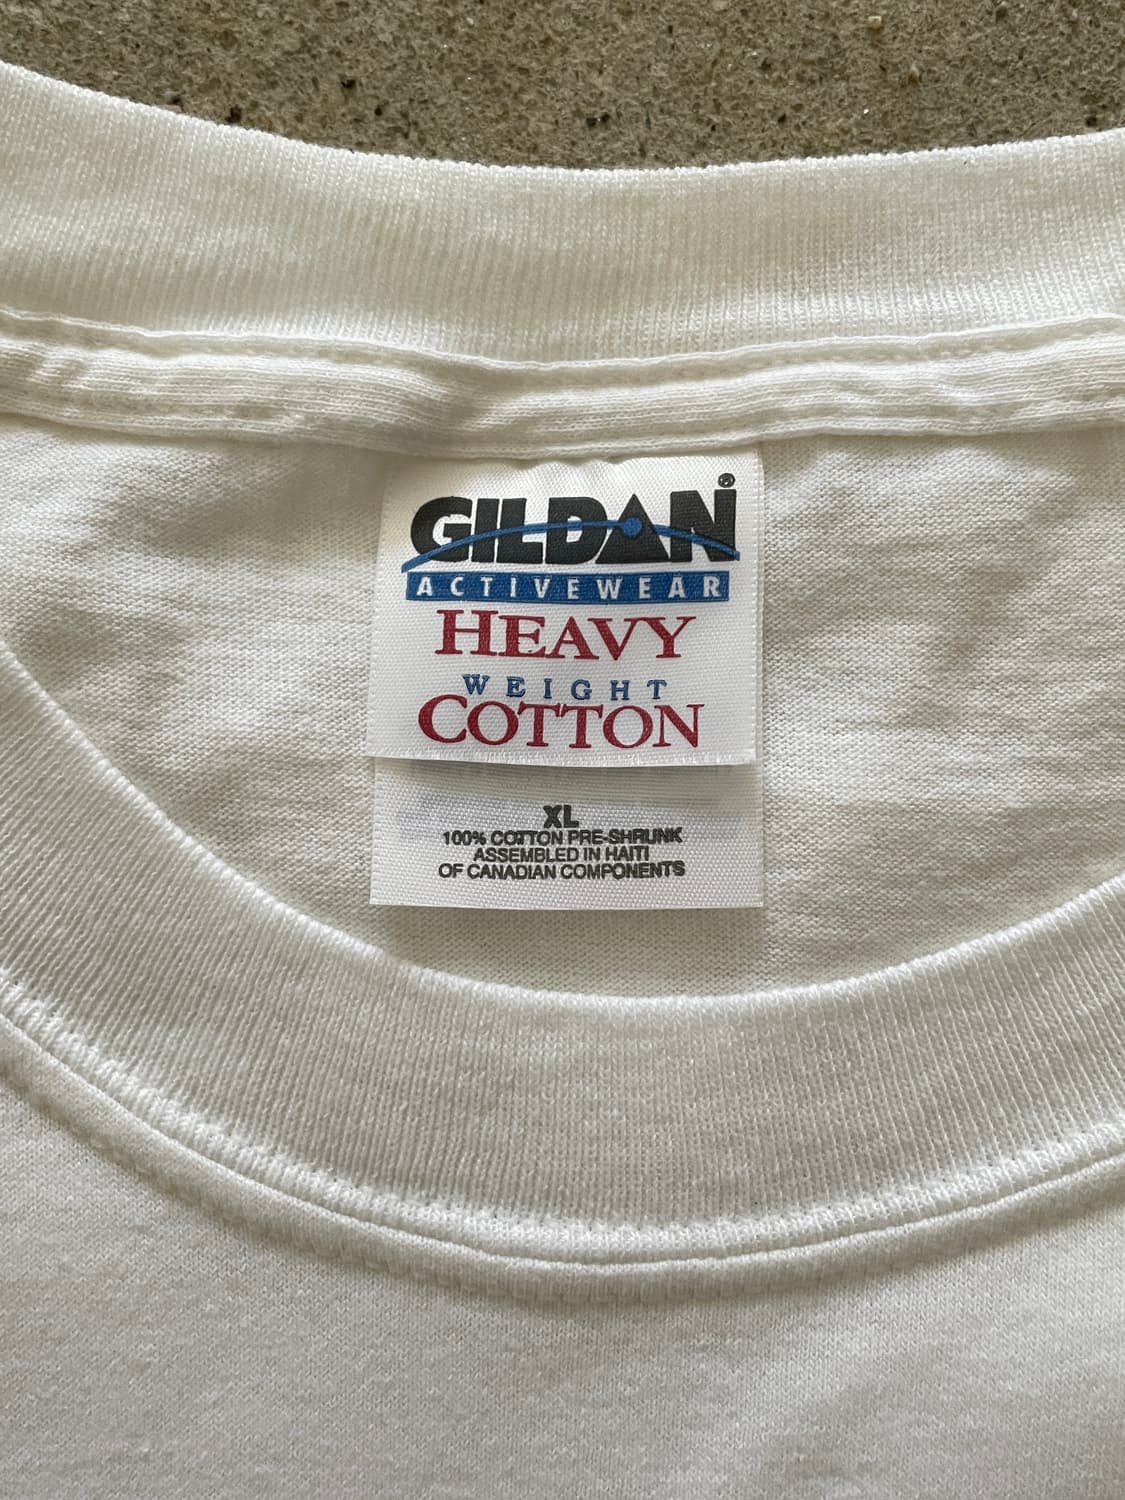 GILDAN®
ACTIVEWEAR
HEAVY
WEIGHT
COTTON
XL
100% COTTON PRE-SHRUNK
ASSEMBLED IN HAITI
OF CANADIAN COMPONENTS